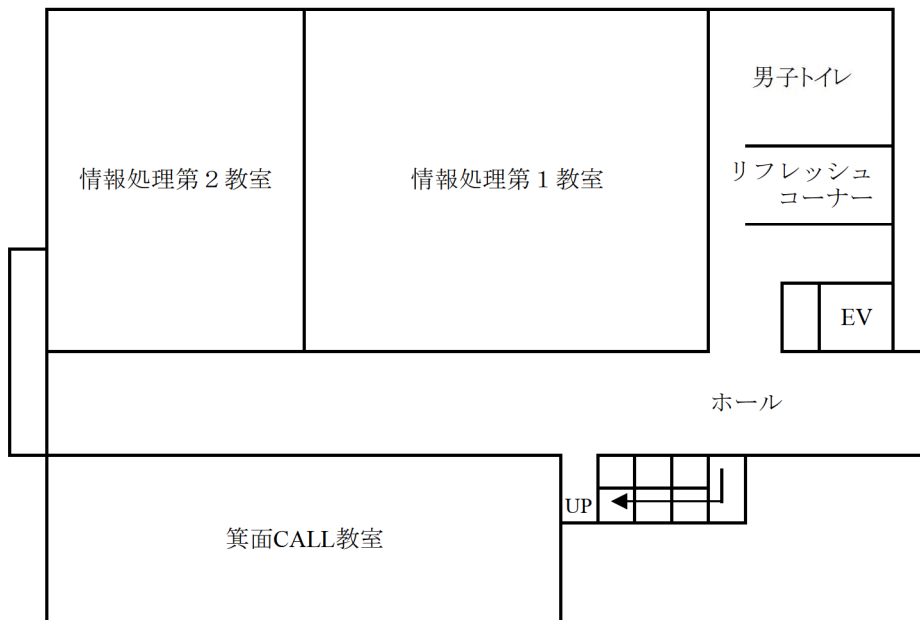 男子トイレ
リフレッシュ
コーナー
情報処理第２教室
情報処理第１教室
EV
ホール
UP
箕面CALL教室